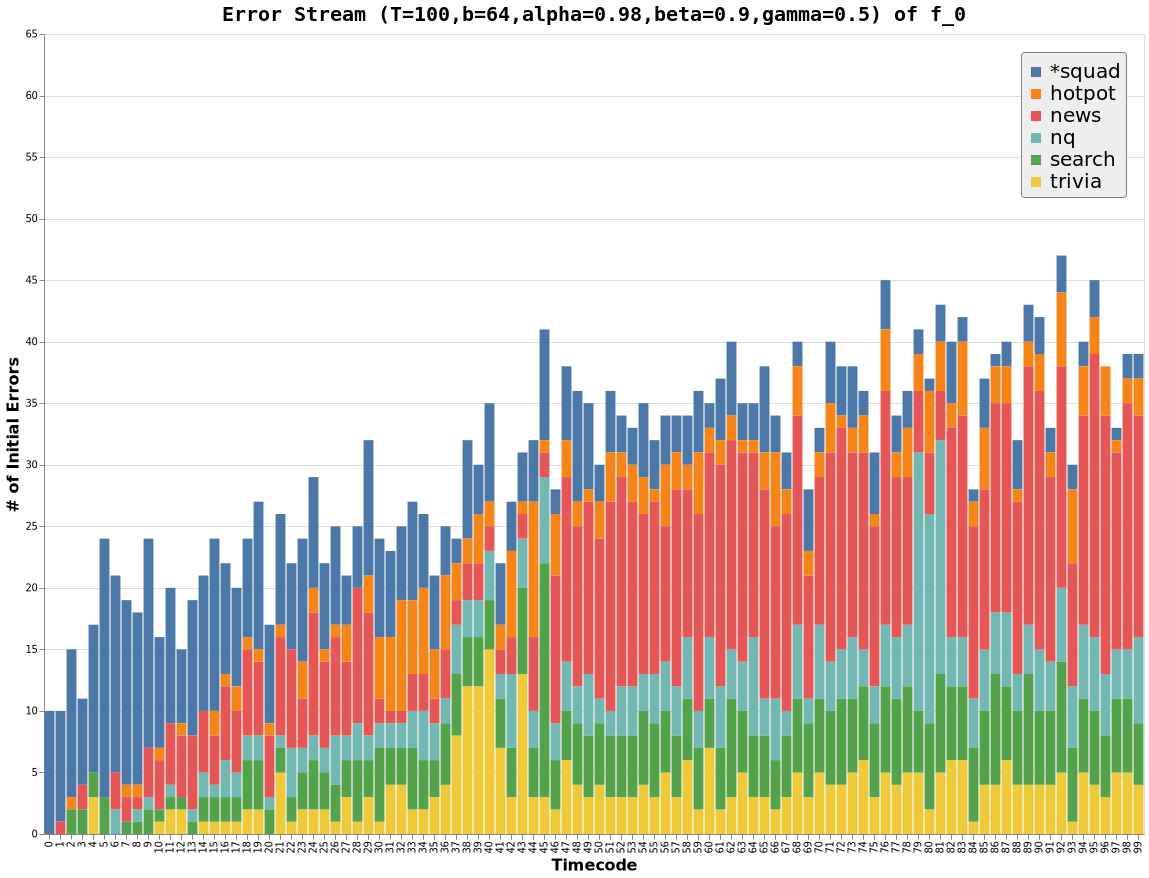 Error Stream (T=100,b=64,alpha=0.98,beta=0.9,gamma=0.5) of f_0
65
60
55
50
45
40
35
30
25
20
15
10
5
0
# of Initial Errors
*squad
hotpot
news
nq
search
trivia
0 1 2 3 4 5 6 7 8 9 10 11 12 13 14 15 16 17 18 19 20 21 22 23 24 25 26 27 28 29 30 31 32 33 34 35 36 37 38 39 40 41 42 43 44 45 46 47 48 49 50 51 52 53 54 55 56 57 58 59 60 61 62 63 64 65 66 67 68 69 70 71 72 73 74 75 76 77 78 79 80 81 82 83 84 85 86 87 88 89 90 91 92 93 94 95 96 97 98 99
Timecode